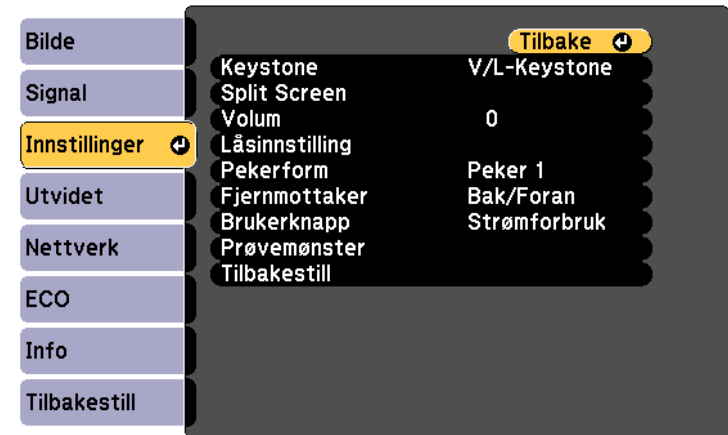 Bilde
Signal
Innstillinger
Utvidet
Nettverk
ECO
Info
Tilbakestill
Tilbake
Keystone V/L-Keystone
Split Screen
Volum 0
Låsinnstilling
Pekerform Peker 1
Fjernmottaker Bak/Foran
Brukerknapp Strømforbruk
Prøvemønster
Tilbakestill